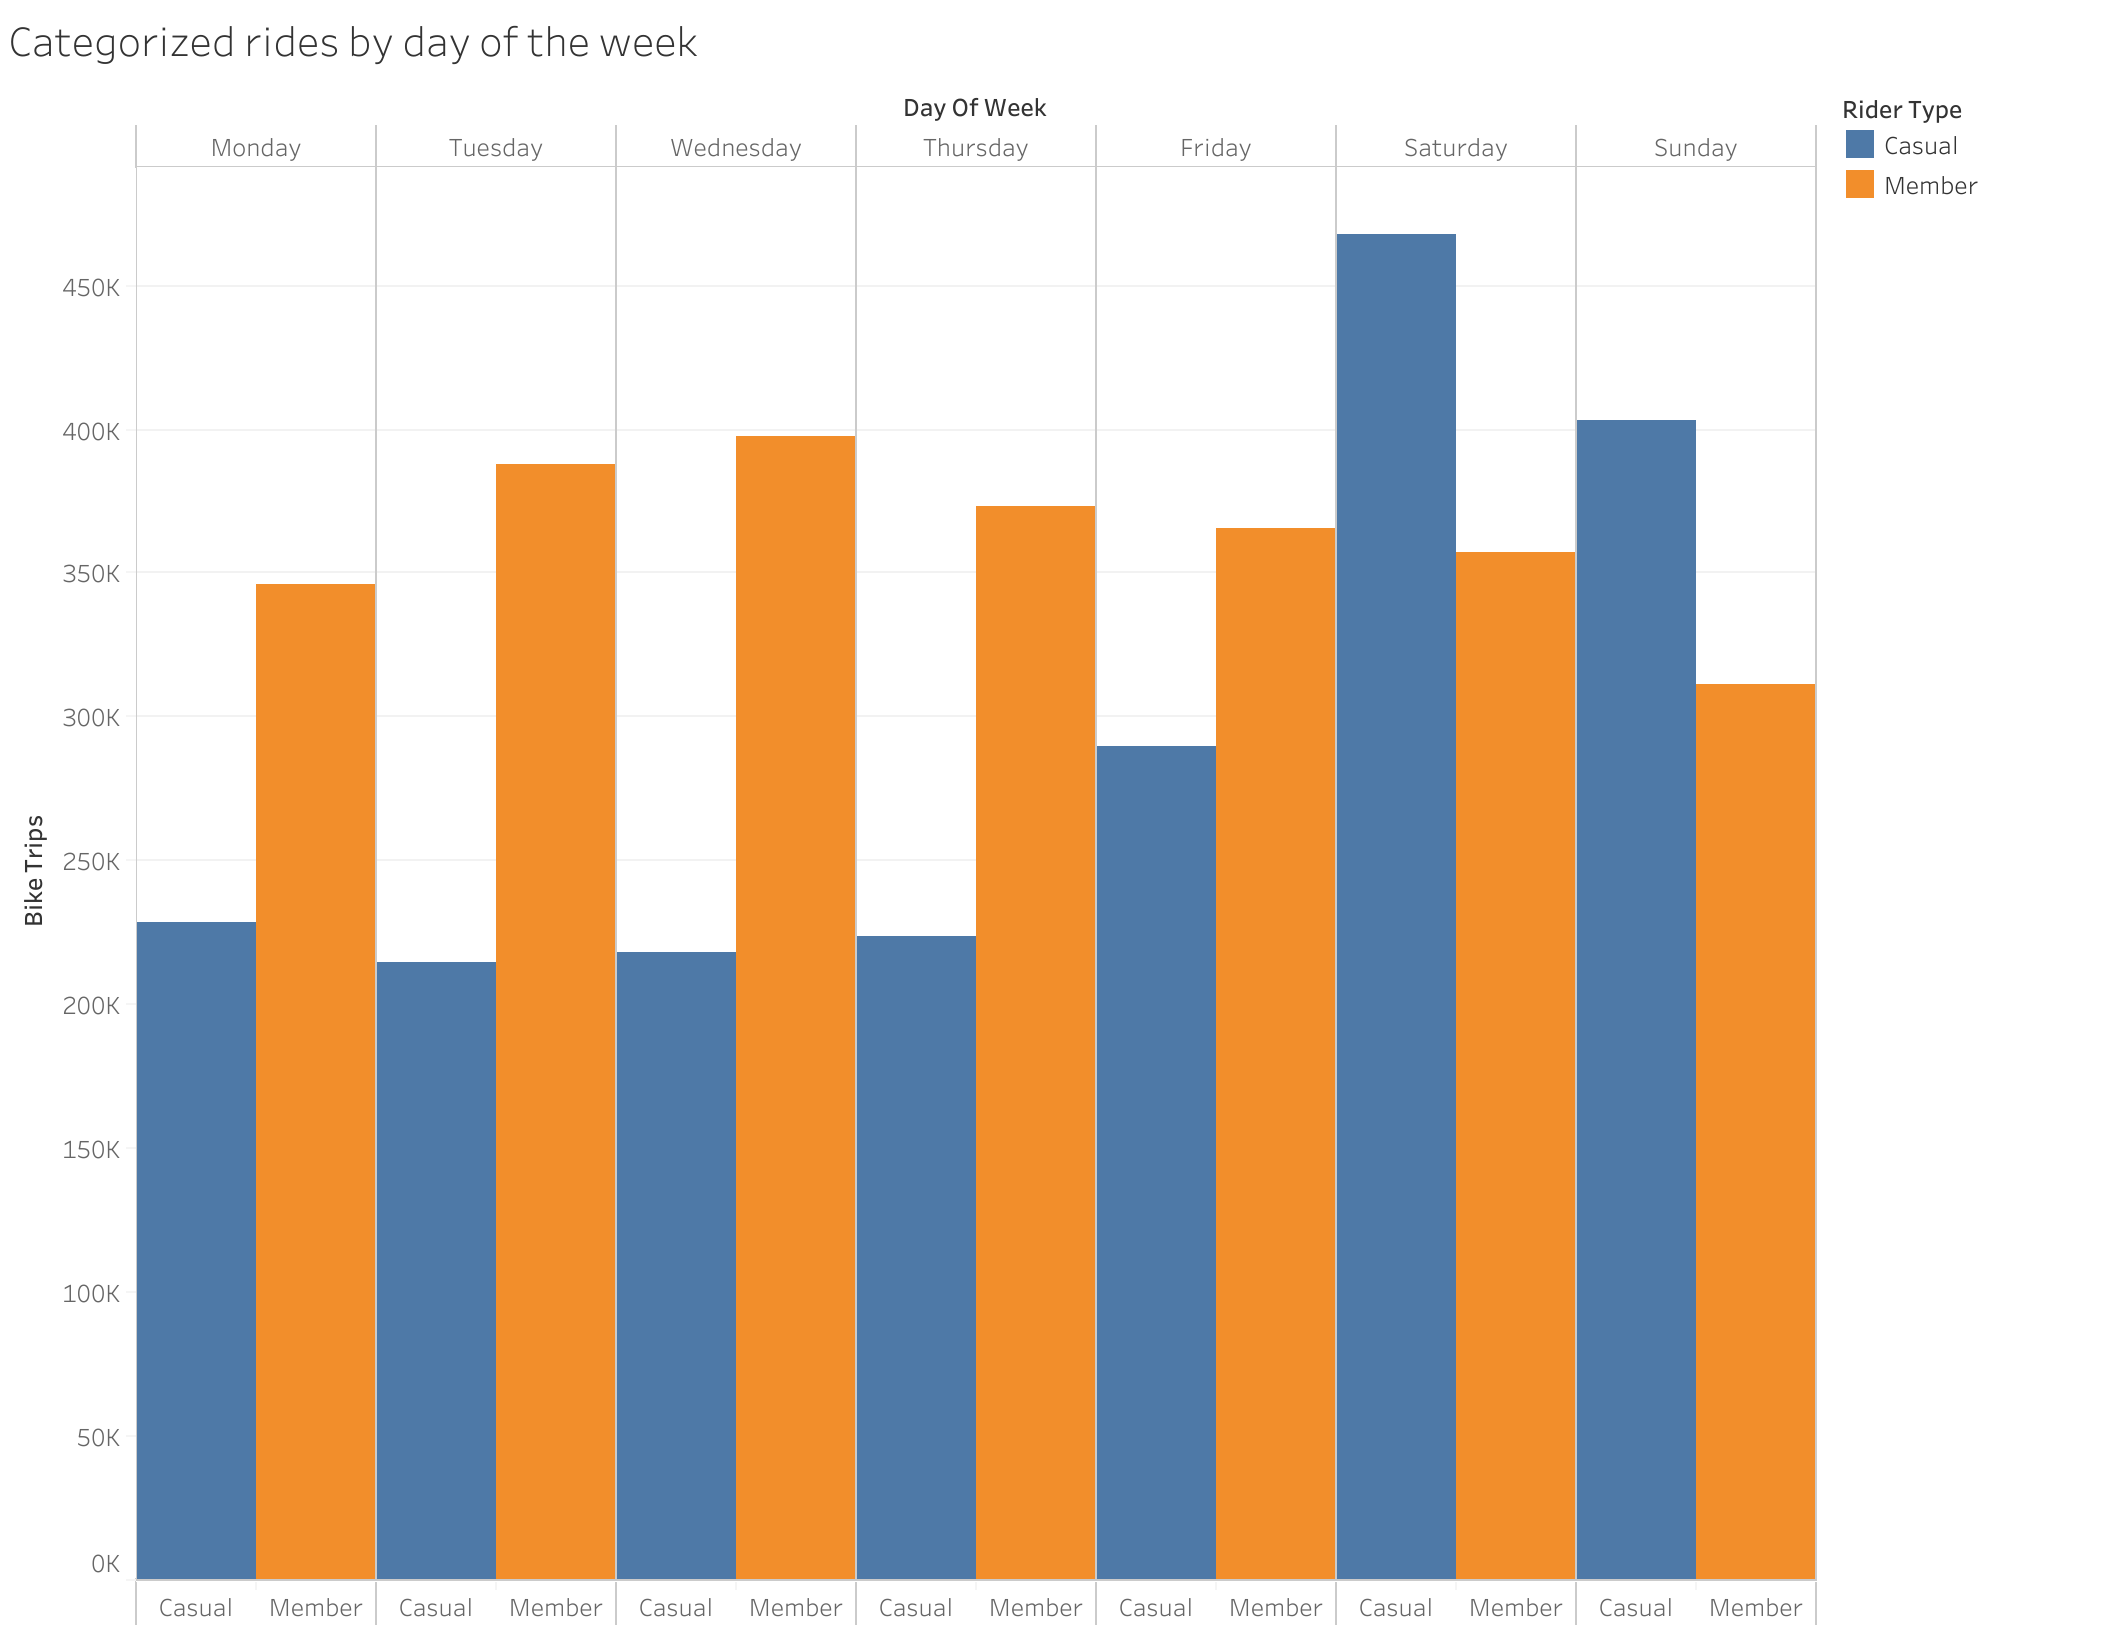 Categorized rides by day of the week
Day Of Week
Monday Tuesday Wednesday Thursday Friday Saturday Sunday
Rider Type
Casual
Member
450K
400K
350K
300K
250K
200K
150K
100K
50K
0K
Bike Trips
Casual Member Casual Member Casual Member Casual Member Casual Member Casual Member Casual Member